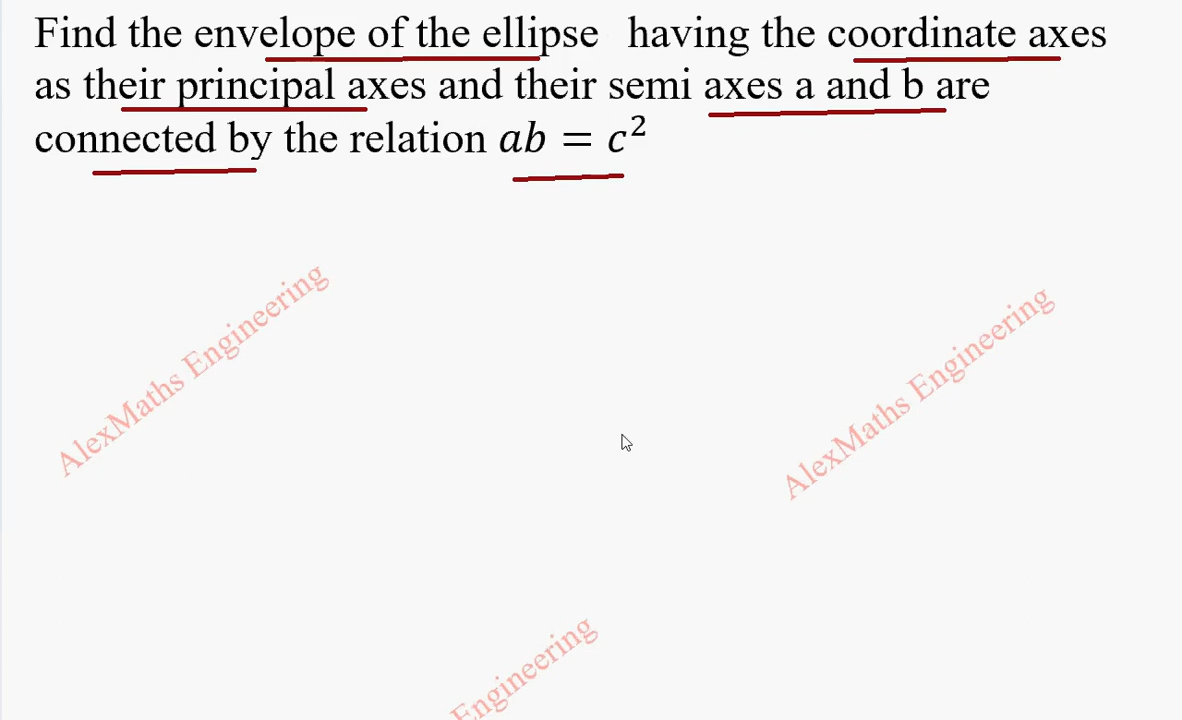 Find the envelope of the ellipse having the coordinate axes
as their principal axes and their semi axes a and b are
connected by the relation ab = c²
AlexMaths Engineering
AlexMaths Engineering
Engineering